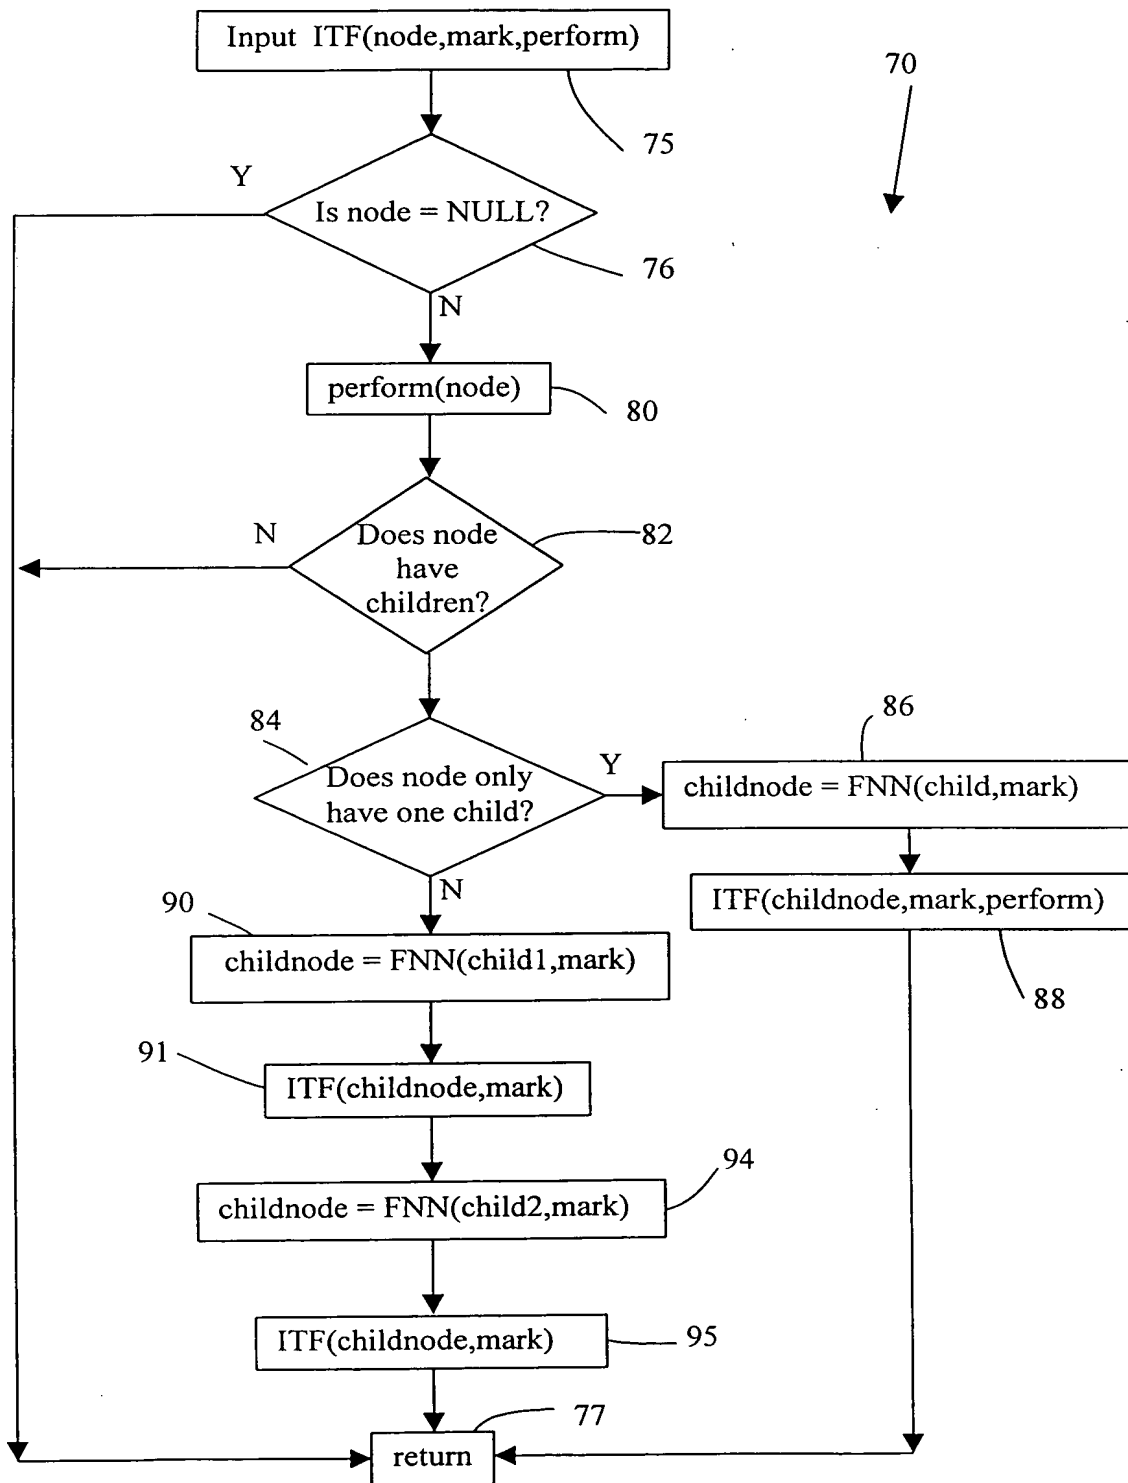 Input ITF(node,mark,perform)
70
75
Y
Is node = NULL?
76
N
perform(node)
80
N
Does node
have
children?
82
84
Does node only
have one child?
Y
86
childnode = FNN(child,mark)
N
ITF(childnode,mark,perform)
88
90
childnode = FNN(child1,mark)
91
ITF(childnode,mark)
94
childnode = FNN(child2,mark)
ITF(childnode,mark)
95
77
return